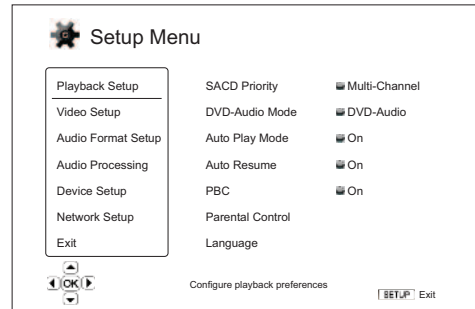 Setup Menu
Playback Setup
Video Setup
Audio Format Setup
Audio Processing
Device Setup
Network Setup
Exit
SACD Priority Multi-Channel
DVD-Audio Mode DVD-Audio
Auto Play Mode On
Auto Resume On
PBC On
Parental Control
Language
OK
Configure playback preferences
SETUP Exit